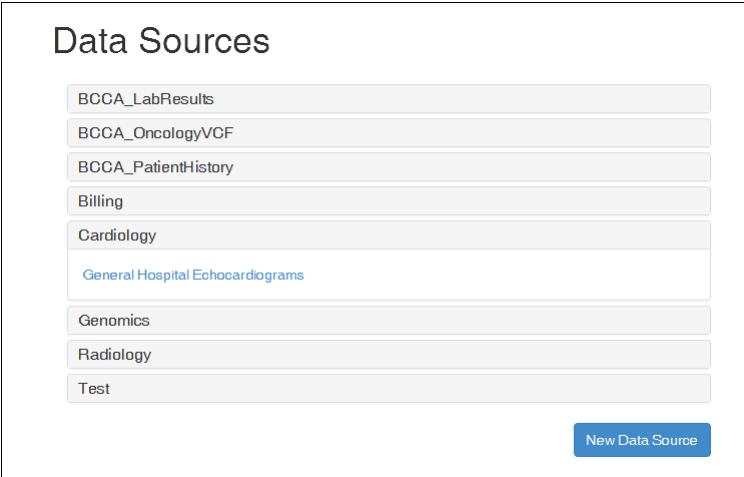 Data Sources
BCCA_LabResults
BCCA_OncologyVCF
BCCA_PatientHistory
Billing
Cardiology
General Hospital Echocardiograms
Genomics
Radiology
Test
New Data Source